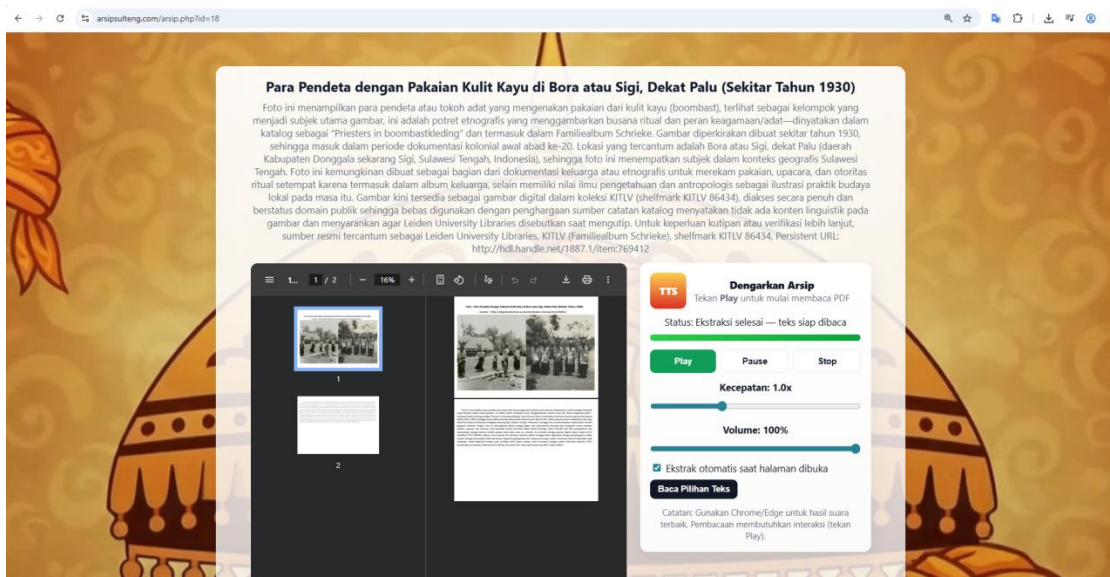 arsipsulteng.com/arsip.php?id=18
Para Pendeta dengan Pakaian Kulit Kayu di Bora atau Sigi, Dekat Palu (Sekitar Tahun 1930)
Foto ini menampilkan para pendeta atau tokoh adat yang mengenakan pakaian dari kulit kayu (boombast), terlihat sebagai kelompok yang
menjadi subjek utama gambar, ini adalah potret etnografis yang menggambarkan busana ritual dan peran keagamaan/adat—dinyatakan dalam
katalog sebagai "Priesters in boombastkleding" dan termasuk dalam Familiealbum Schrieke. Gambar diperkirakan dibuat sekitar tahun 1930,
sehingga masuk dalam periode dokumentasi kolonial awal abad ke-20. Lokasi yang tercantum adalah Bora atau Sigi, dekat Palu (daerah
Kabupaten Donggala sekarang Sigi, Sulawesi Tengah, Indonesia), sehingga foto ini menempatkan subjek dalam konteks geografis Sulawesi
Tengah. Foto ini kemungkinan dibuat sebagai bagian dari dokumentasi keluarga atau etnografis untuk merekam pakaian, upacara, dan otoritas
ritual setempat karena termasuk dalam album keluarga, selain memiliki nilai ilmu pengetahuan dan antropologis sebagai ilustrasi praktik budaya
lokal pada masa itu. Gambar kini tersedia sebagai gambar digital dalam koleksi KITLV (shelfmark KITLV 86434), diakses secara penuh dan
berstatus domain publik sehingga bebas digunakan dengan penghargaan sumber catatan katalog menyatakan tidak ada konten linguistik pada
gambar dan menyarankan agar Leiden University Libraries disebutkan saat mengutip. Untuk keperluan kutipan atau verifikasi lebih lanjut,
sumber resmi tercantum sebagai Leiden University Libraries, KITLV (Familiealbum Schrieke), shelfmark KITLV 86434, Persistent URL:
http://hdl.handle.net/1887.1/item:769412
1... 1 / 2 16%
1
2
TTS
Dengarkan Arsip
Tekan Play untuk mulai membaca PDF
Status: Ekstraksi selesai — teks siap dibaca
Play Pause Stop
Kecepatan: 1.0x
Volume: 100%
Ekstrak otomatis saat halaman dibuka
Baca Pilihan Teks
Catatan: Gunakan Chrome/Edge untuk hasil suara
terbaik. Pembacaan membutuhkan interaksi (tekan
Play).